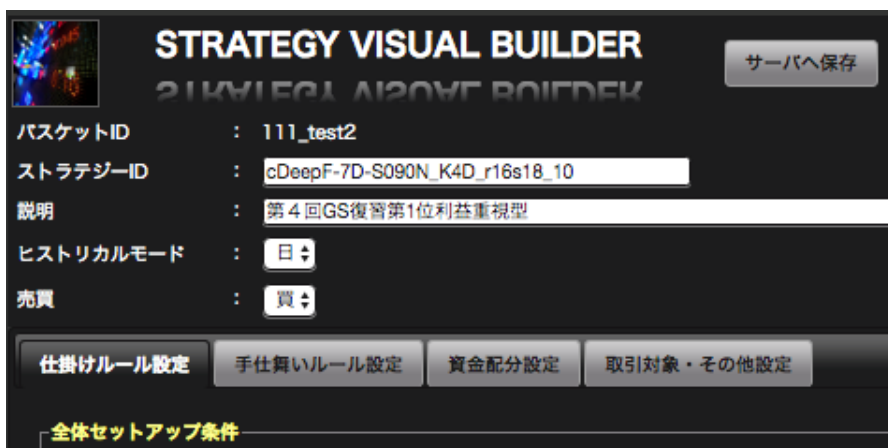 STRATEGY VISUAL BUILDER
サーバへ保存
バスケットID : 111_test2
ストラテジーID : cDeepF-7D-S090N_K4D_r16s18_10
説明 : 第４回GS復習第1位利益重視型
ヒストリカルモード : 日
売買 : 買
仕掛けルール設定 手仕舞いルール設定 資金配分設定 取引対象・その他設定
全体セットアップ条件